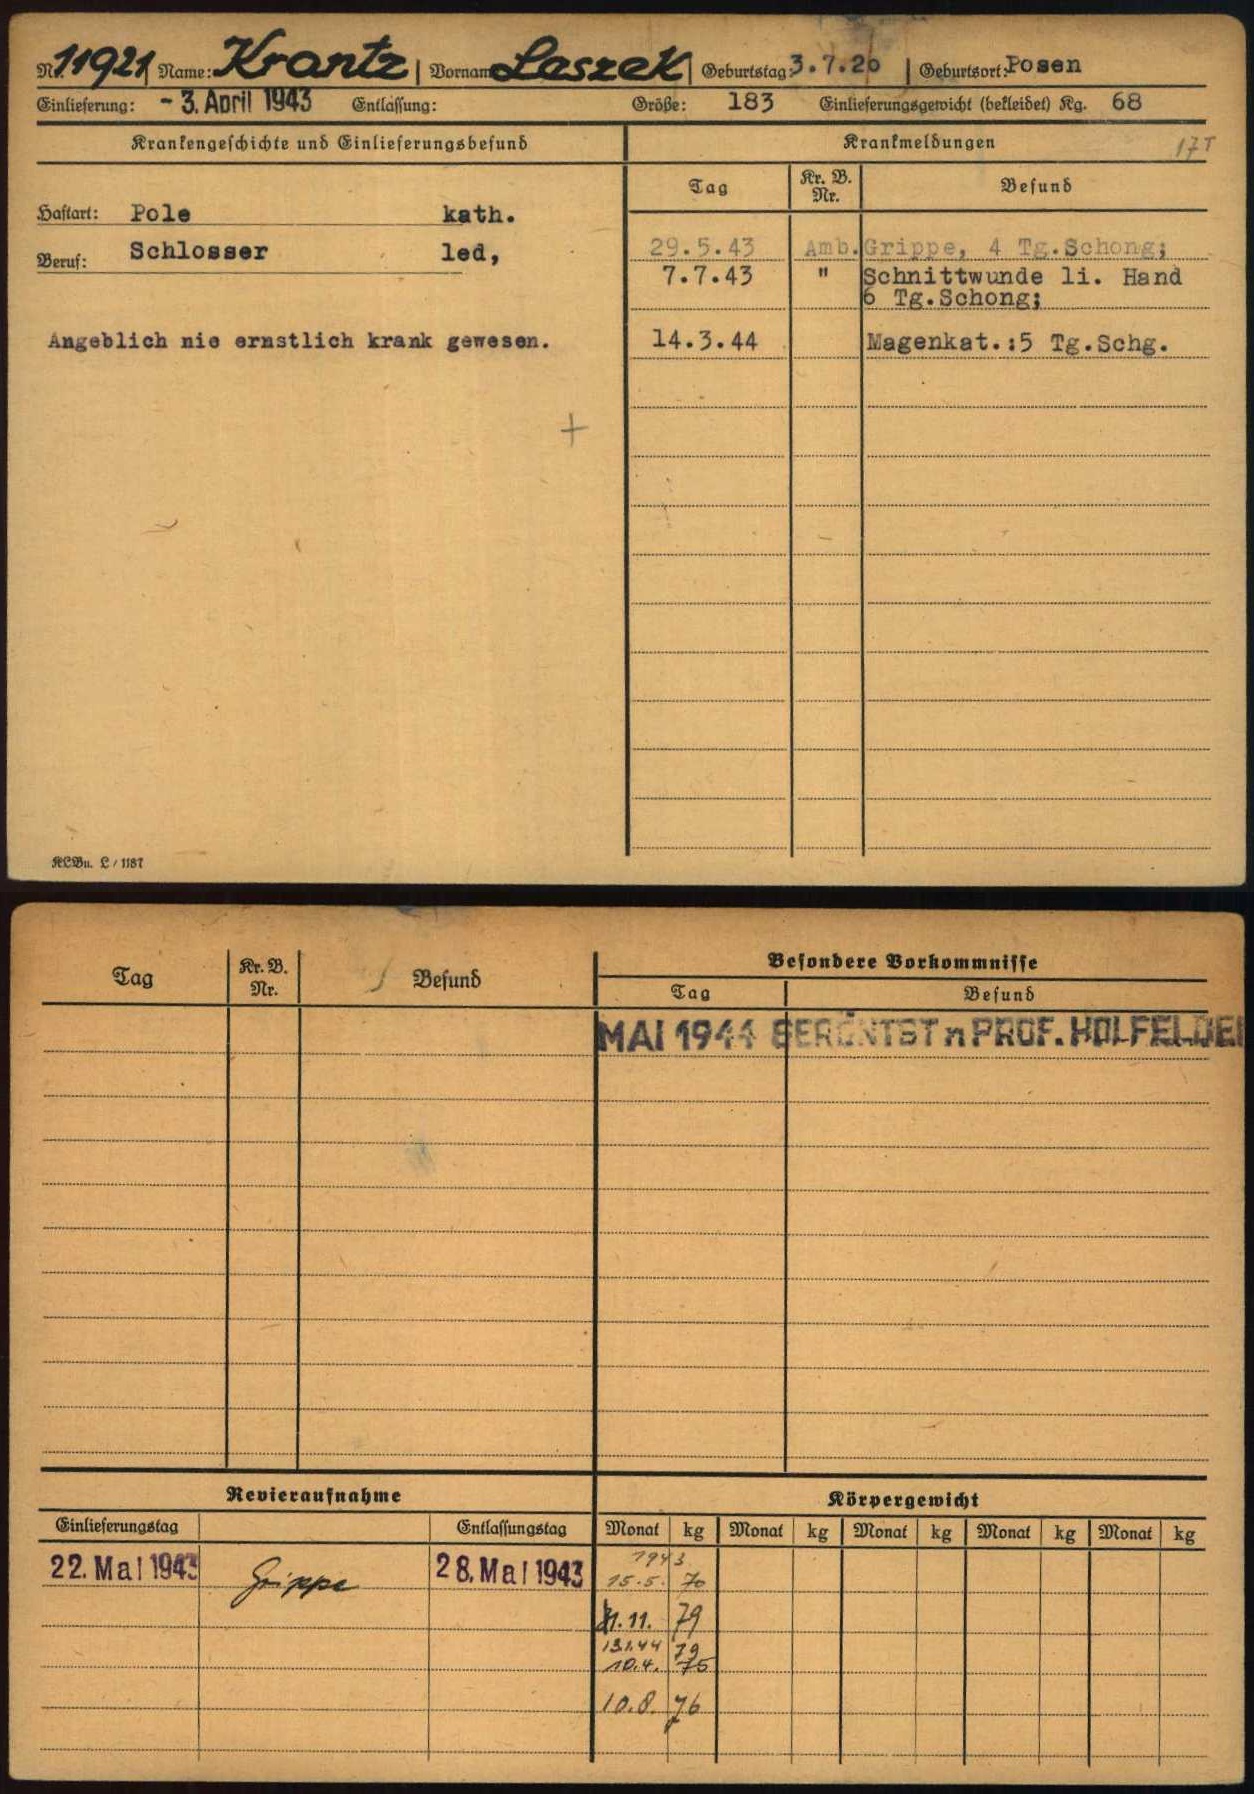 Nr. 11921 Name: Krantz Vorname Leszek Geburtstag: 3.7.20 Geburtsort: Posen
Einlieferung: - 3. April 1943 Entlassung: Größe: 183 Einlieferungsgewicht (bekleidet) Kg. 68
Krankengeschichte und Einlieferungsbefund
Krankmeldungen
17T
Tag Kr. B. Nr. Befund
Haftart: Pole kath.
Beruf: Schlosser led,
Angeblich nie ernstlich krank gewesen.
29.5.43 Amb. Grippe, 4 Tg.Schong;
7.7.43 " Schnittwunde li. Hand
6 Tg.Schong;
14.3.44 Magenkat.:5 Tg.Schg.
+
KLBu. L / 1187
Tag Kr. B. Nr. Befund
Besondere Vorkommnisse
Tag Befund
MAI 1944 GERÖNTGT PROF. HOLFELDER
Revieraufnahme
Einlieferungstag Entlassungstag
22. Mai 1943 Grippe 28. Mai 1943
Körpergewicht
Monat kg Monat kg Monat kg Monat kg Monat kg
1943
15.5. 70
1.11. 79
13.1.44 79
10.4. 75
10.8. 76